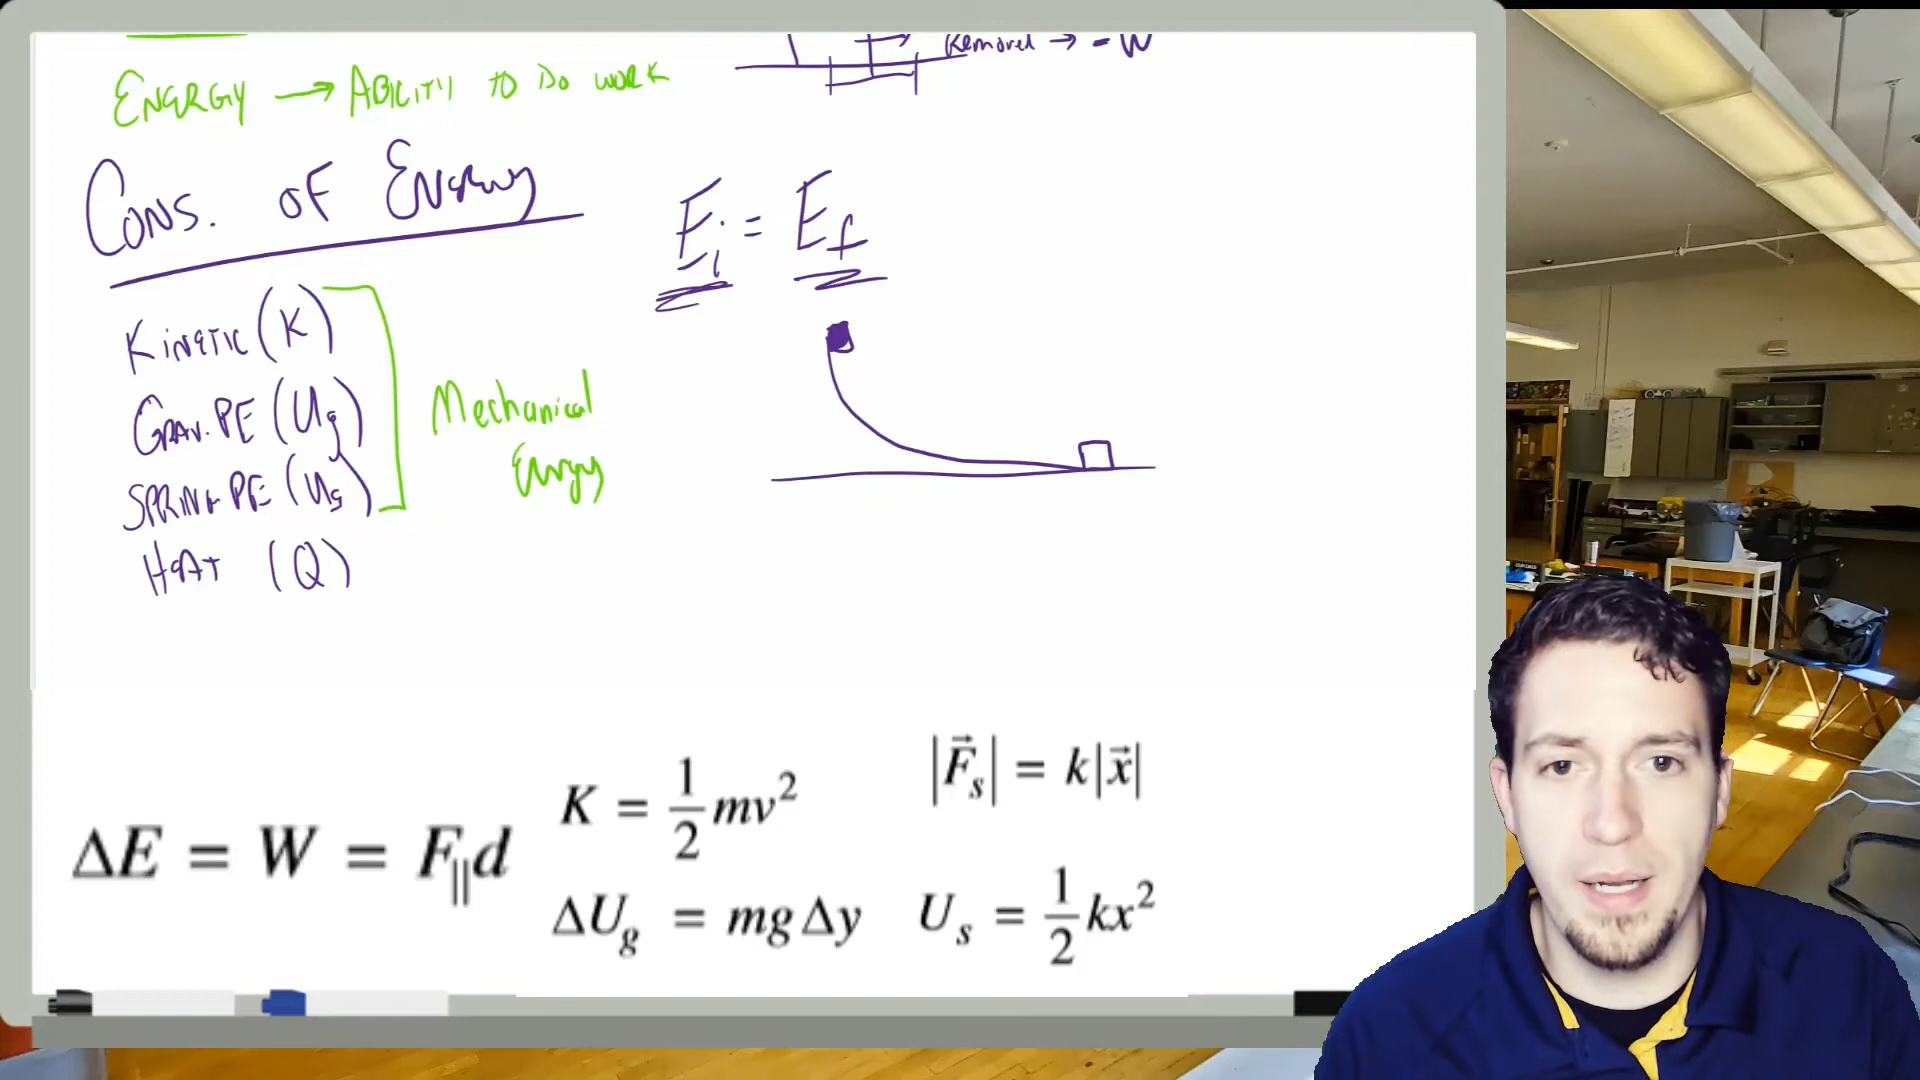 Removed → - W
ENERGY → ABILITY TO DO WORK
CONS. OF ENERGY
Ei = Ef
KINETIC (K)
GRAV. PE (Ug)
SPRING PE (Us)
HEAT (Q)
Mechanical
Energy
|F⃗s| = k|x⃗|
K = 1/2 mv²
ΔE = W = F∥d
ΔUg = mgΔy
Us = 1/2 kx²